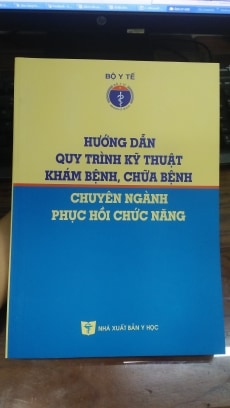 BỘ Y TẾ
HƯỚNG DẪN
QUY TRÌNH KỸ THUẬT
KHÁM BỆNH, CHỮA BỆNH
CHUYÊN NGÀNH
PHỤC HỒI CHỨC NĂNG
NHÀ XUẤT BẢN Y HỌC